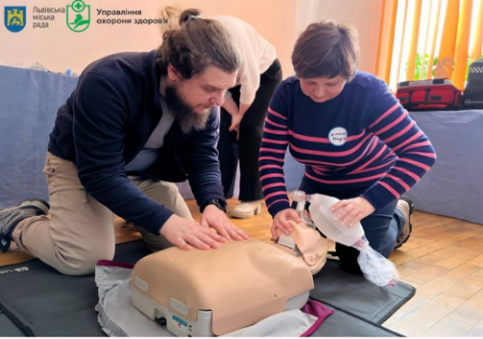 Львівська
міська
рада
Управління
охорони здоров'я